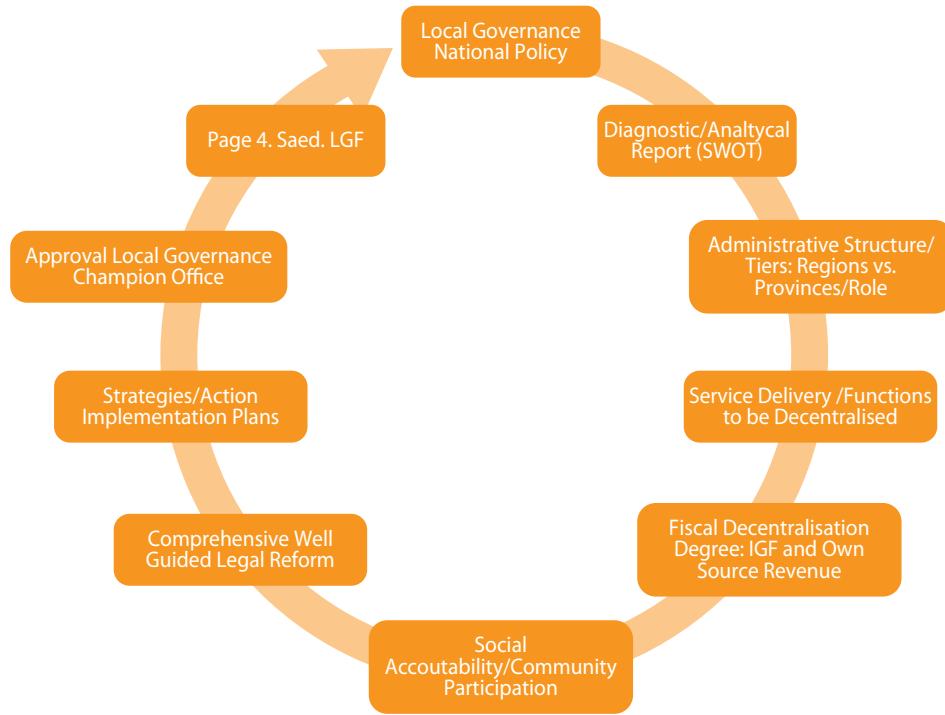 Local Governance
National Policy
Diagnostic/Analtycal
Report (SWOT)
Administrative Structure/
Tiers: Regions vs.
Provinces/Role
Service Delivery /Functions
to be Decentralised
Fiscal Decentralisation
Degree: IGF and Own
Source Revenue
Social
Accoutability/Community
Participation
Comprehensive Well
Guided Legal Reform
Strategies/Action
Implementation Plans
Approval Local Governance
Champion Office
Page 4. Saed. LGF